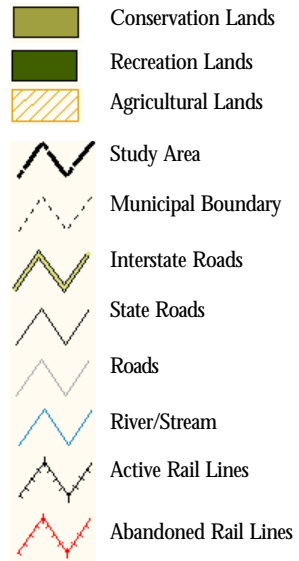 Conservation Lands
Recreation Lands
Agricultural Lands
Study Area
Municipal Boundary
Interstate Roads
State Roads
Roads
River/Stream
Active Rail Lines
Abandoned Rail Lines